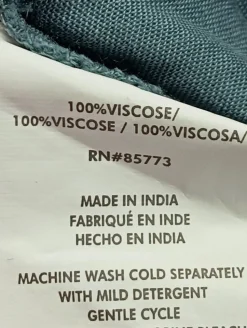 100%VISCOSE/
100%VISCOSE / 100%VISCOSA/
RN#85773
MADE IN INDIA
FABRIQUÉ EN INDE
HECHO EN INDIA
MACHINE WASH COLD SEPARATELY
WITH MILD DETERGENT
GENTLE CYCLE